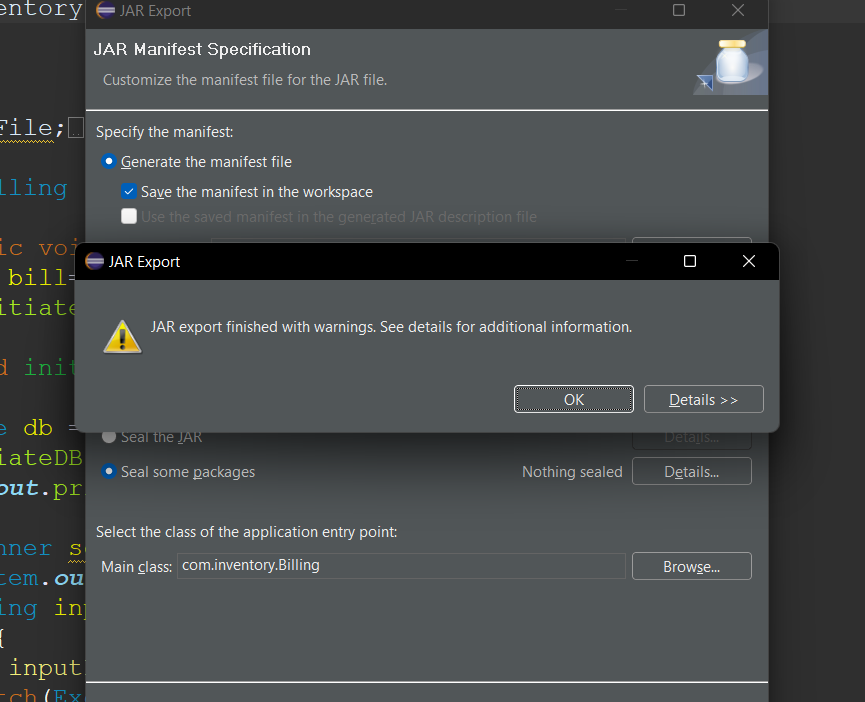 entory
JAR Export
JAR Manifest Specification
Customize the manifest file for the JAR file.
File;
Specify the manifest:
Generate the manifest file
lling
Save the manifest in the workspace
Use the saved manifest in the generated JAR description file
ic voi
JAR Export
bill=
itiate
JAR export finished with warnings. See details for additional information.
d init
OK
Details >>
e db =
Seal the JAR
Details...
iateDB
Seal some packages
Nothing sealed
Details...
out.pr
Select the class of the application entry point:
nner s
Main class:
com.inventory.Billing
Browse...
tem.ou
ing inp
{
input
tch(Ex